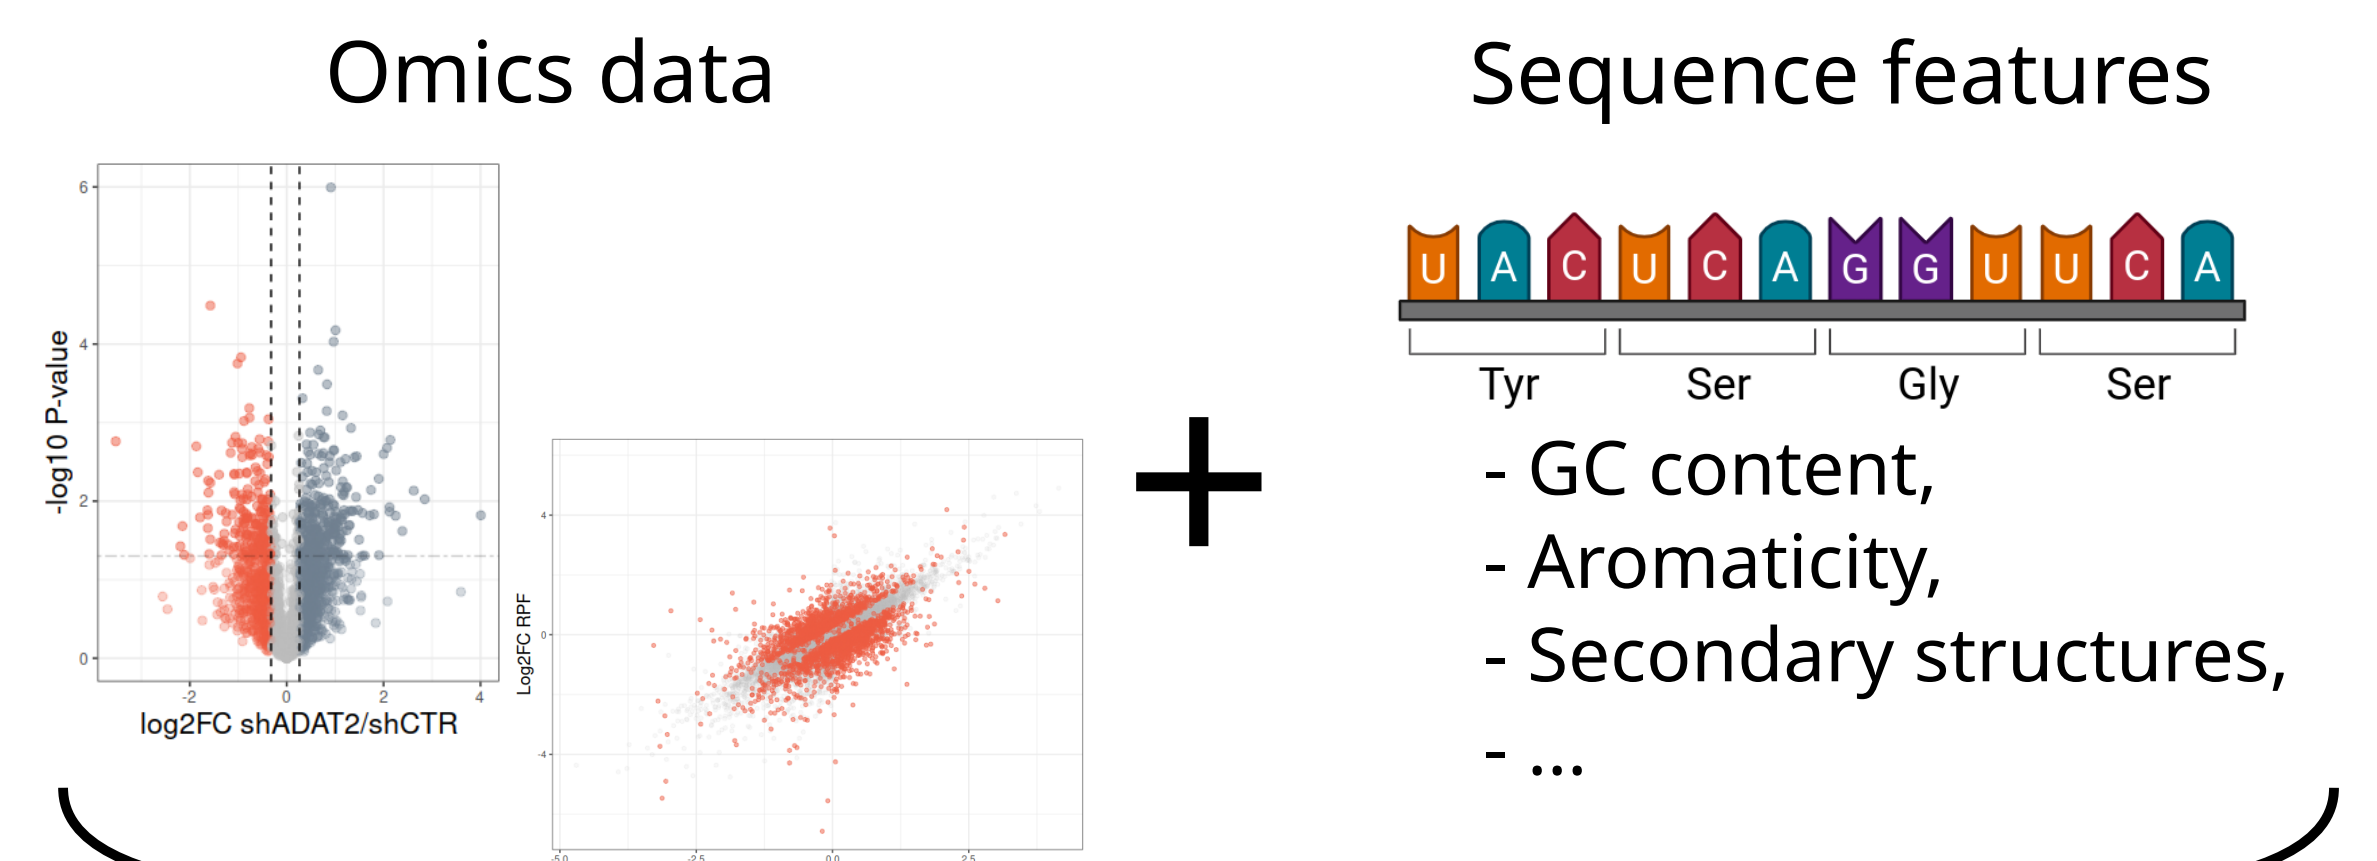 Omics data
Sequence features
6
4
2
0
-log10 P-value
-2 0 2 4
log2FC shADAT2/shCTR
4
0
-4
Log2FC RPF
-5.0 -2.5 0.0 2.5
+
U A C U C A G G U U C A
Tyr Ser Gly Ser
- GC content,
- Aromaticity,
- Secondary structures,
- ...